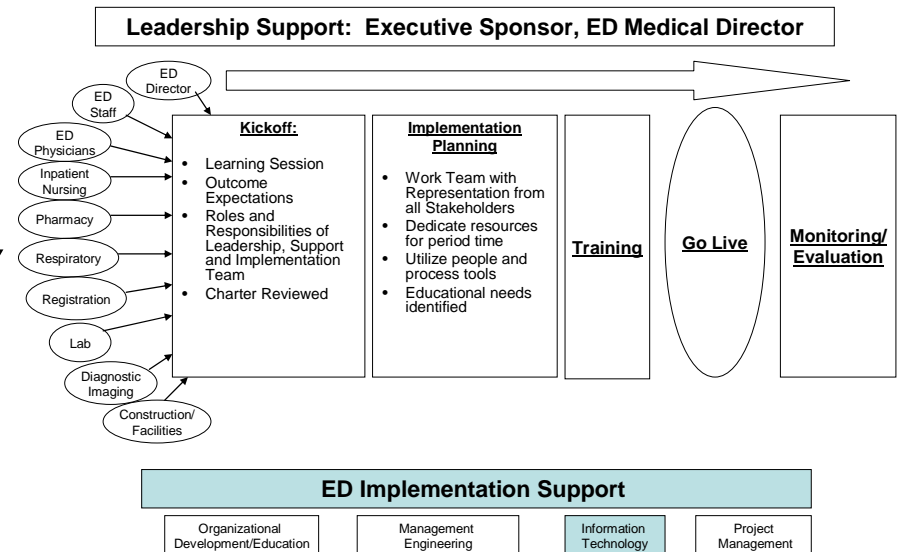 Leadership Support: Executive Sponsor, ED Medical Director
ED
Director
ED
Staff
ED
Physicians
Inpatient
Nursing
Pharmacy
Respiratory
Registration
Lab
Diagnostic
Imaging
Construction/
Facilities
Kickoff:
• Learning Session
• Outcome
Expectations
• Roles and
Responsibilities of
Leadership, Support
and Implementation
Team
• Charter Reviewed
Implementation
Planning
• Work Team with
Representation from
all Stakeholders
• Dedicate resources
for period time
• Utilize people and
process tools
• Educational needs
identified
Training
Go Live
Monitoring/
Evaluation
ED Implementation Support
Organizational
Development/Education
Management
Engineering
Information
Technology
Project
Management